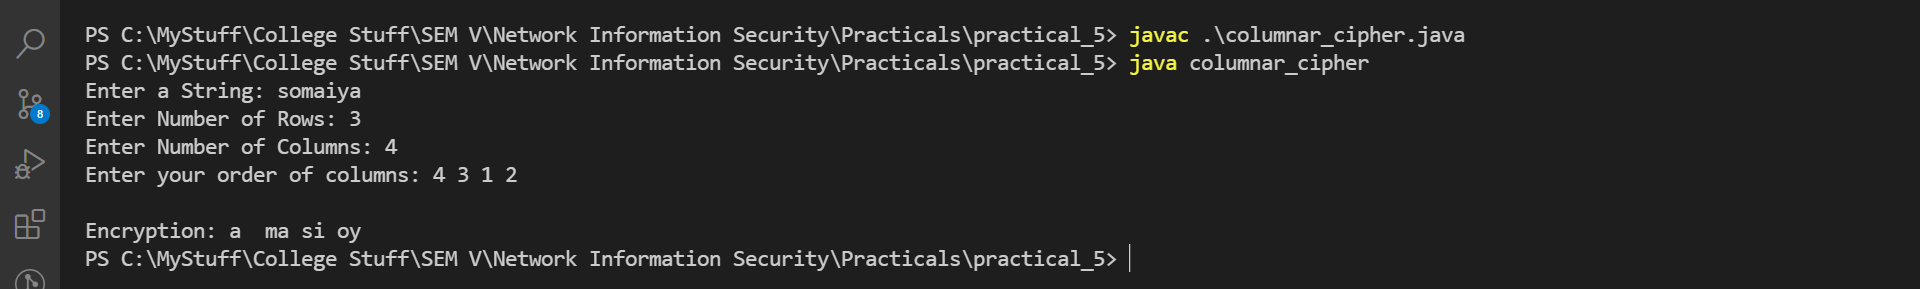 PS C:\MyStuff\College Stuff\SEM V\Network Information Security\Practicals\practical_5> javac .\columnar_cipher.java
PS C:\MyStuff\College Stuff\SEM V\Network Information Security\Practicals\practical_5> java columnar_cipher
Enter a String: somaiya
8
Enter Number of Rows: 3
Enter Number of Columns: 4
Enter your order of columns: 4 3 1 2
Encryption: a  ma si oy
PS C:\MyStuff\College Stuff\SEM V\Network Information Security\Practicals\practical_5>